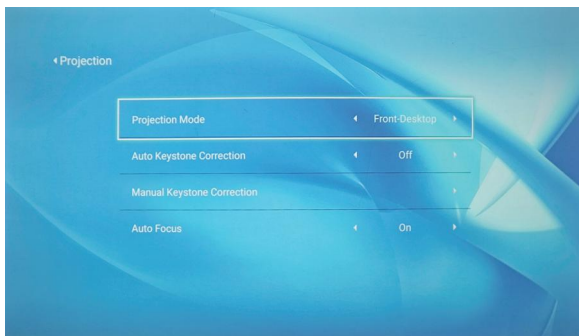 Projection
Projection Mode Front-Desktop
Auto Keystone Correction Off
Manual Keystone Correction
Auto Focus On